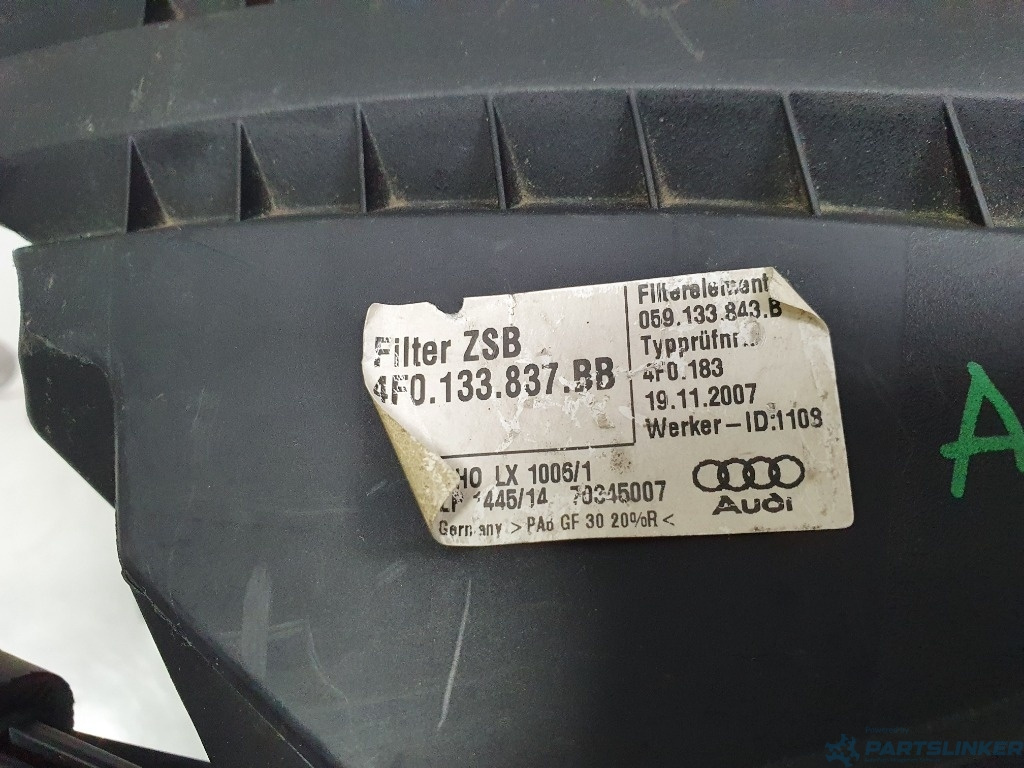 Filter ZSB
4F0.133.837.BB
Filterelement
059.133.843.B
Typprüfnr.:
4F0.183
19.11.2007
Werker-ID:1108
LX 1006/1
445/14 70345007
Germany >PA6 GF 30 20%R<
Audi
A
PARTSLINKER